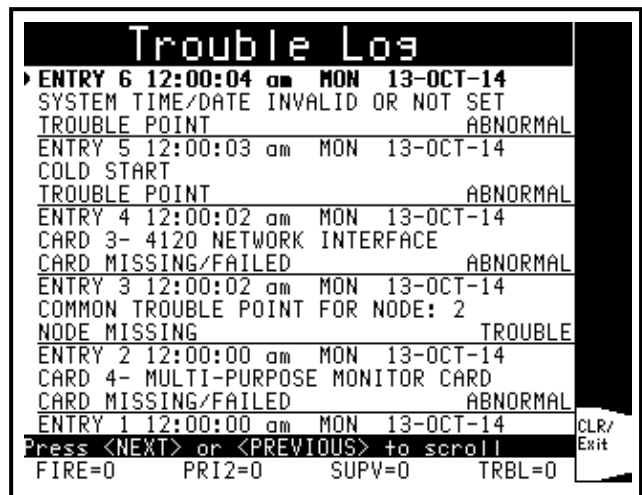 Trouble Log
ENTRY 6 12:00:04 am MON 13-OCT-14
SYSTEM TIME/DATE INVALID OR NOT SET
TROUBLE POINT ABNORMAL
ENTRY 5 12:00:03 am MON 13-OCT-14
COLD START
TROUBLE POINT ABNORMAL
ENTRY 4 12:00:02 am MON 13-OCT-14
CARD 3- 4120 NETWORK INTERFACE
CARD MISSING/FAILED ABNORMAL
ENTRY 3 12:00:02 am MON 13-OCT-14
COMMON TROUBLE POINT FOR NODE: 2
NODE MISSING TROUBLE
ENTRY 2 12:00:00 am MON 13-OCT-14
CARD 4- MULTI-PURPOSE MONITOR CARD
CARD MISSING/FAILED ABNORMAL
ENTRY 1 12:00:00 am MON 13-OCT-14
CLR/
Exit
Press <NEXT> or <PREVIOUS> to scroll
FIRE=0 PRI2=0 SUPV=0 TRBL=0